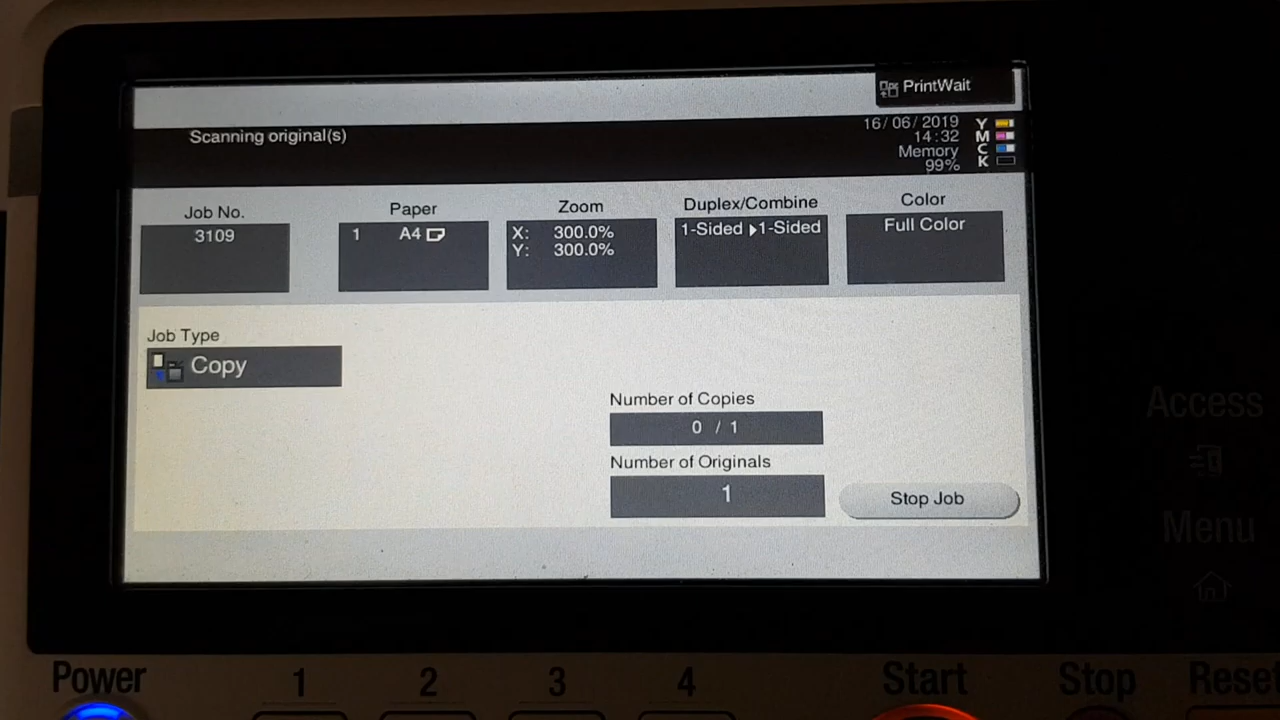 PrintWait
Scanning original(s)
16/06/2019
14:32
Memory
99%
Y
M
C
K
Job No.
3109
Paper
1 A4
Zoom
X: 300.0%
Y: 300.0%
Duplex/Combine
1-Sided ▶1-Sided
Color
Full Color
Job Type
Copy
Number of Copies
0 / 1
Number of Originals
1
Stop Job
Access
Menu
Power
1
2
3
4
Start
Stop
Rese